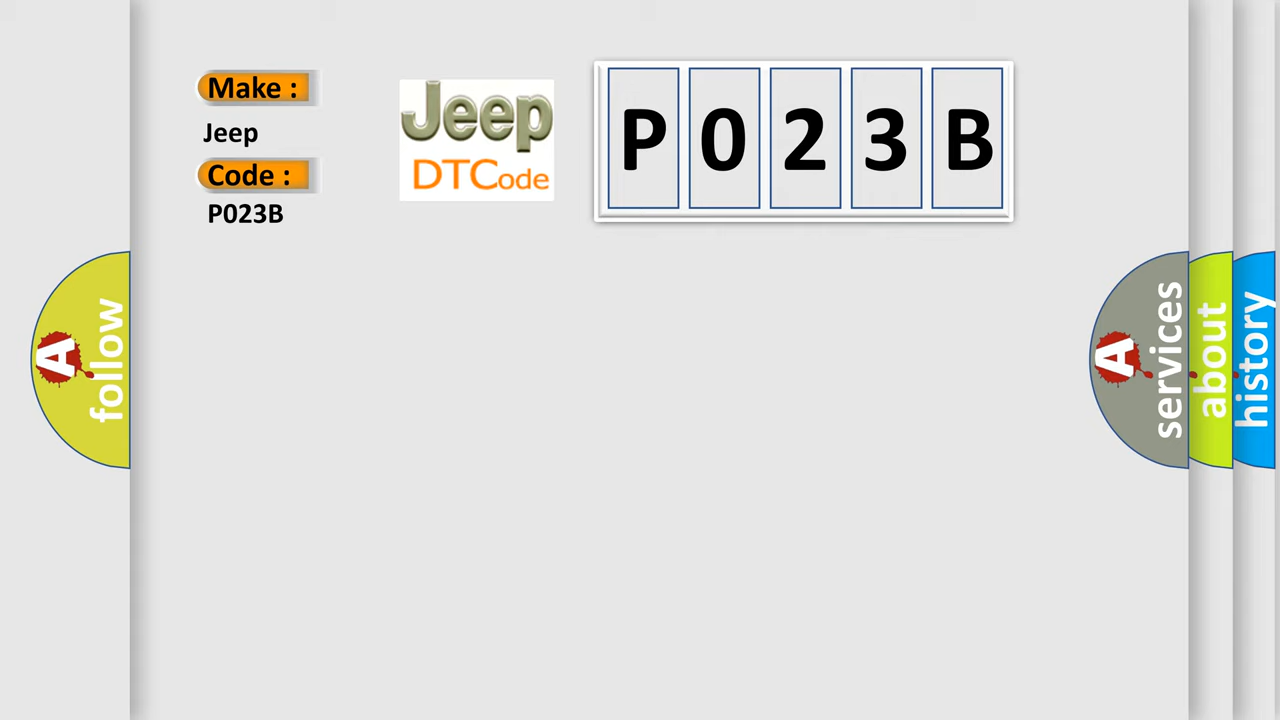 Make :
Jeep
Code :
P023B
Jeep
DTCode
P 0 2 3 B
A
follow
A
services
about
history